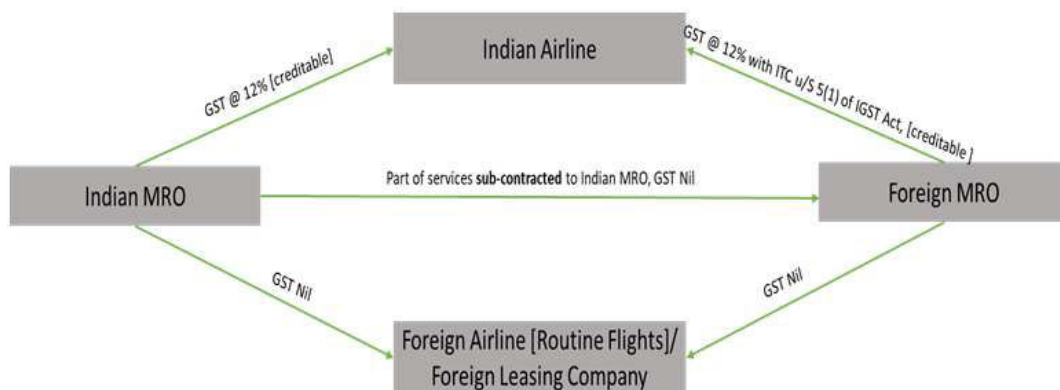 Indian Airline
GST @ 12% [creditable]
GST @ 12% with ITC u/S 5(1) of IGST Act, [creditable ]
Indian MRO
Part of services sub-contracted to Indian MRO, GST Nil
Foreign MRO
GST Nil
GST Nil
Foreign Airline [Routine Flights]/
Foreign Leasing Company